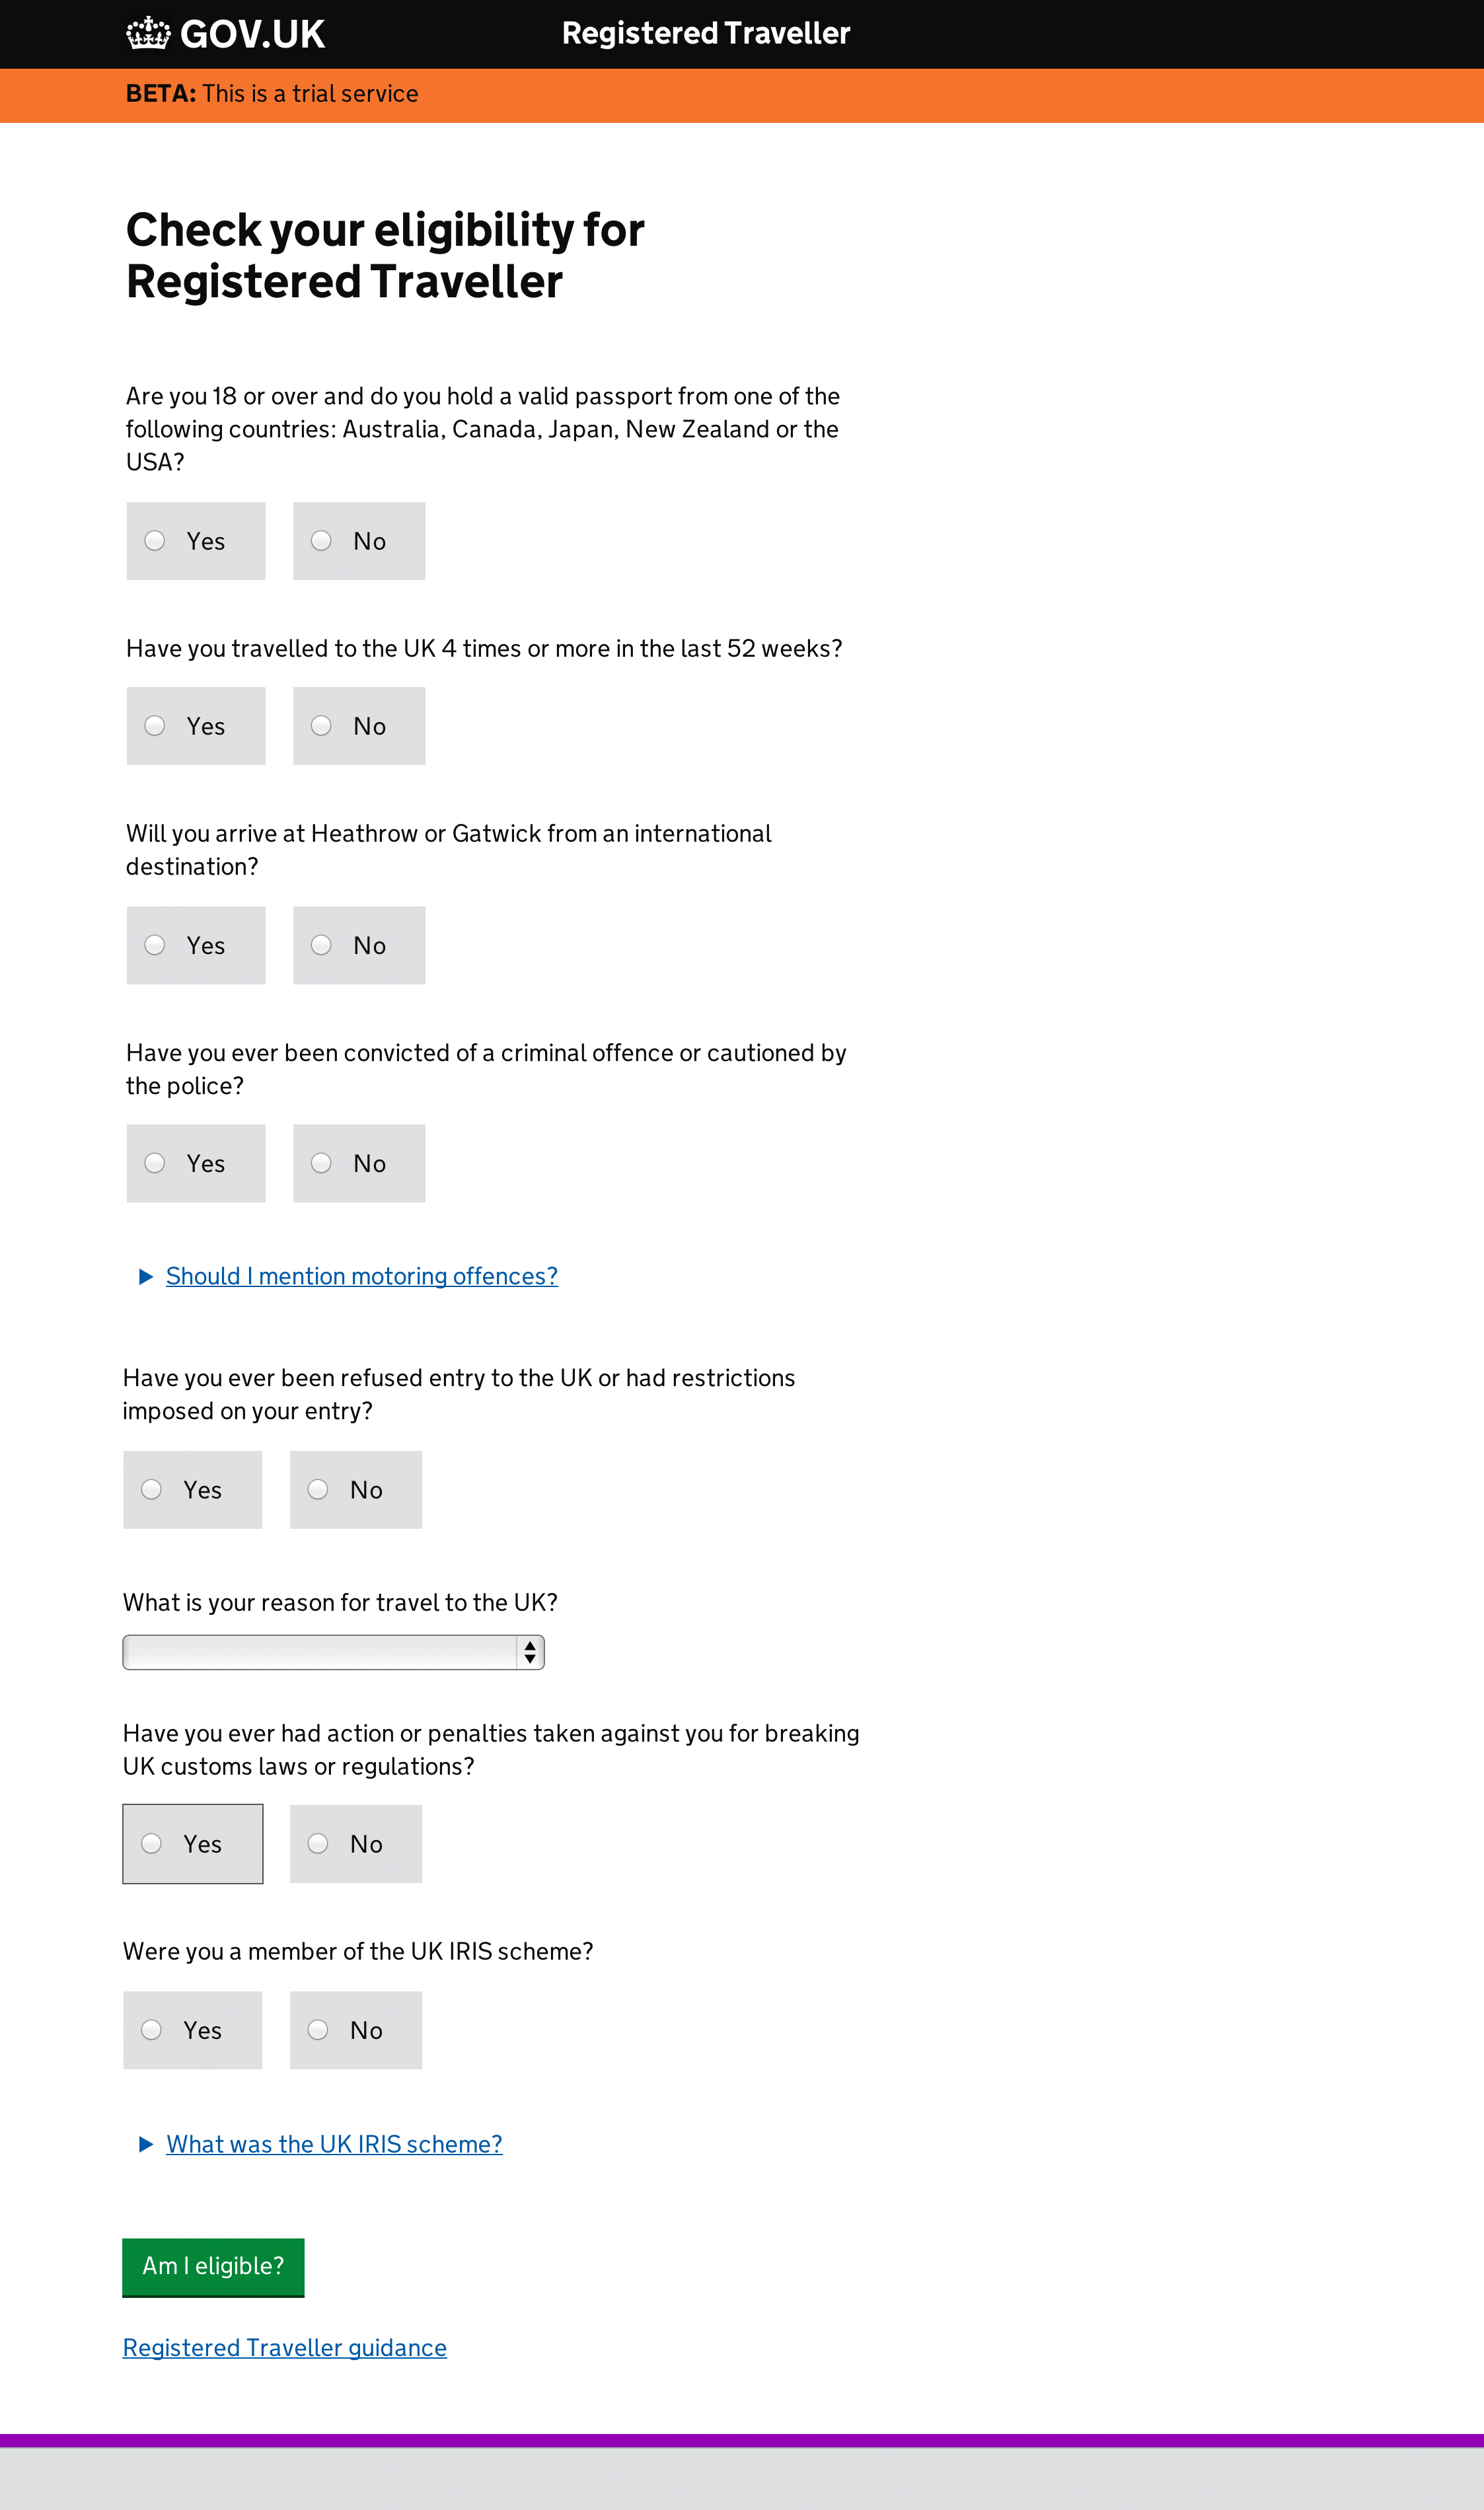 GOV.UK
Registered Traveller
BETA: This is a trial service
Check your eligibility for
Registered Traveller
Are you 18 or over and do you hold a valid passport from one of the
following countries: Australia, Canada, Japan, New Zealand or the
USA?
Yes No
Have you travelled to the UK 4 times or more in the last 52 weeks?
Yes No
Will you arrive at Heathrow or Gatwick from an international
destination?
Yes No
Have you ever been convicted of a criminal offence or cautioned by
the police?
Yes No
Should I mention motoring offences?
Have you ever been refused entry to the UK or had restrictions
imposed on your entry?
Yes No
What is your reason for travel to the UK?
Have you ever had action or penalties taken against you for breaking
UK customs laws or regulations?
Yes No
Were you a member of the UK IRIS scheme?
Yes No
What was the UK IRIS scheme?
Am I eligible?
Registered Traveller guidance